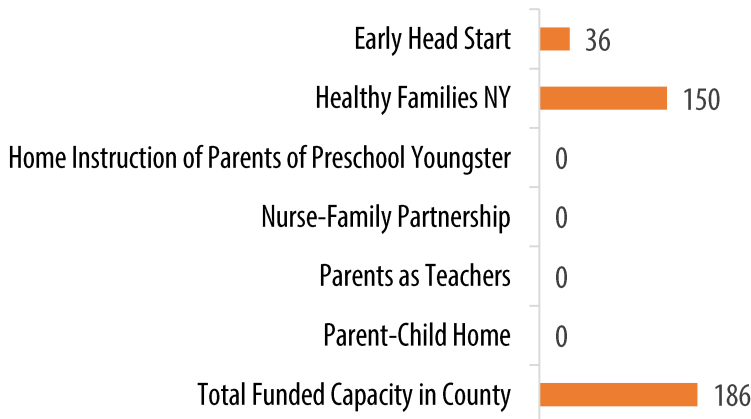 Early Head Start 36
Healthy Families NY 150
Home Instruction of Parents of Preschool Youngster 0
Nurse-Family Partnership 0
Parents as Teachers 0
Parent-Child Home 0
Total Funded Capacity in County 186